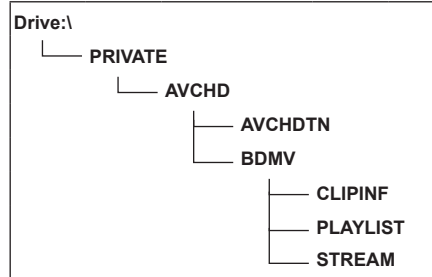 Drive:\
PRIVATE
AVCHD
AVCHDTN
BDMV
CLIPINF
PLAYLIST
STREAM